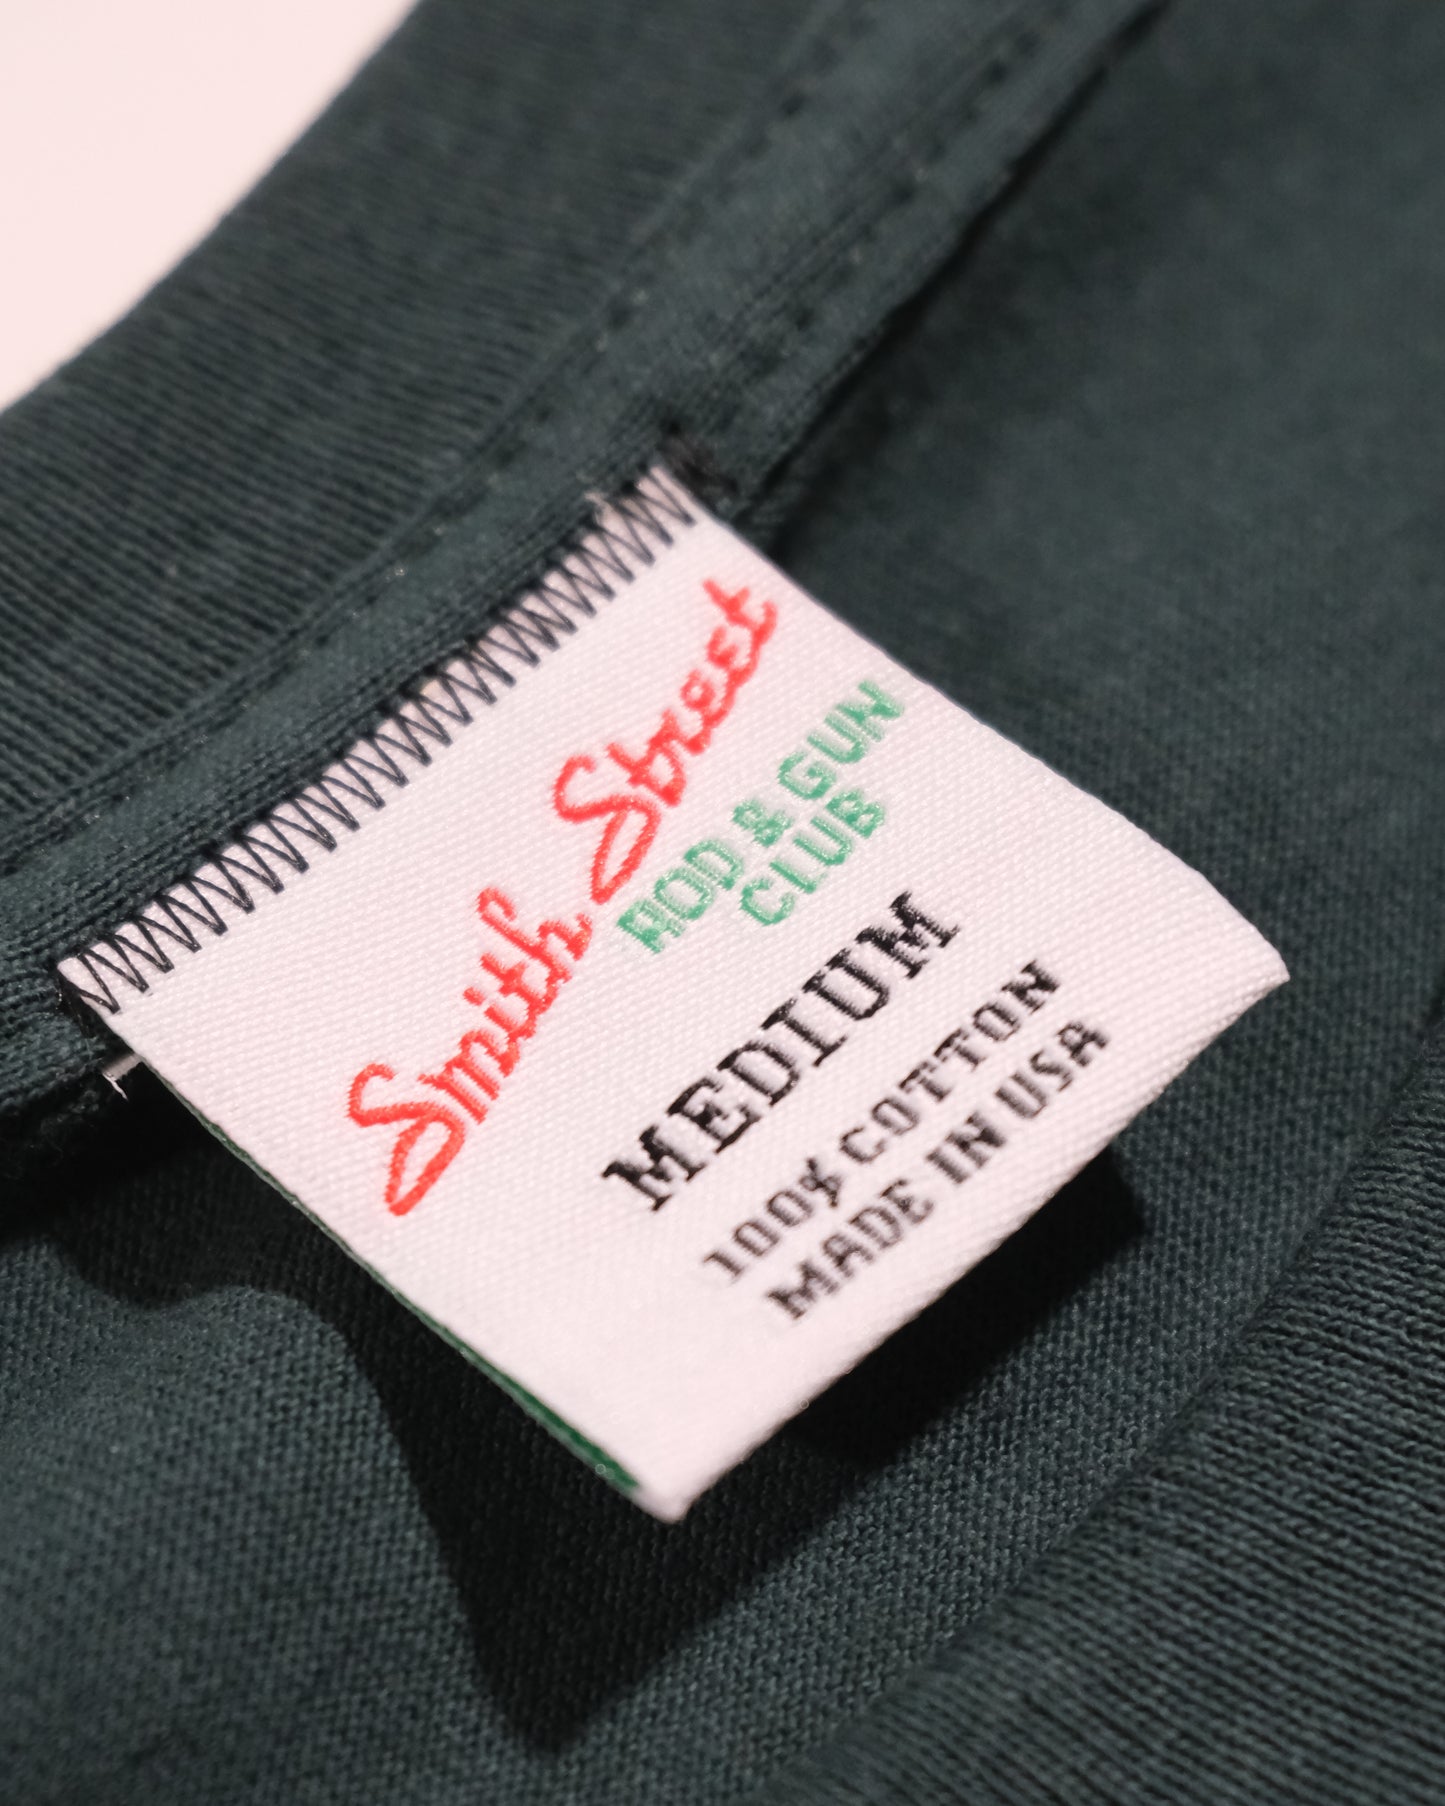 Smith Street
ROD & GUN
CLUB
MEDIUM
100% COTTON
MADE IN USA